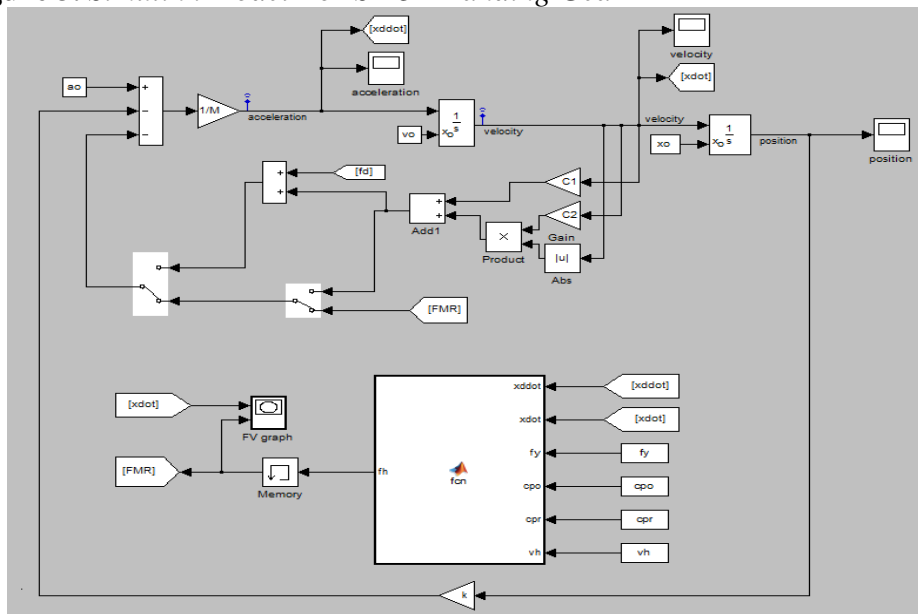 [xddot]
velocity
[xdot]
ao
+
−
−
1/M
acceleration
acceleration
vo
xo
1
s
velocity
velocity
xo
xo
1
s
position
position
[fd]
+
+
C1
C2
+
+
Add1
×
Product
Gain
|u|
Abs
[FMR]
[xdot]
FV graph
[FMR]
Memory
fh
fcn
xddot
xdot
fy
cpo
cpr
vh
[xddot]
[xdot]
fy
cpo
cpr
vh
k